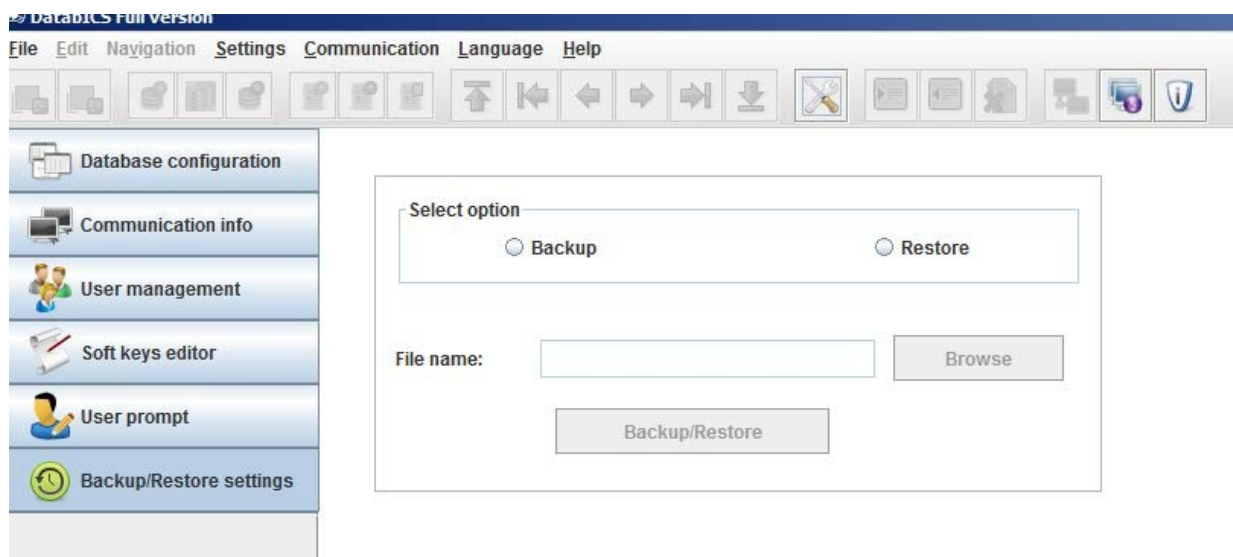 DatabICS Full Version
File Edit Navigation Settings Communication Language Help
Database configuration
Communication info
User management
Soft keys editor
User prompt
Backup/Restore settings
Select option
Backup Restore
File name: Browse
Backup/Restore